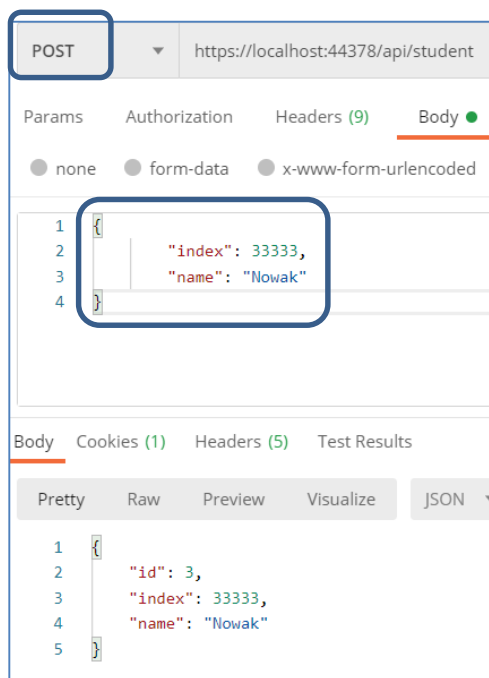 POST https://localhost:44378/api/student
Params Authorization Headers (9) Body
none form-data x-www-form-urlencoded
1 {
2 "index": 33333,
3 "name": "Nowak"
4 }
Body Cookies (1) Headers (5) Test Results
Pretty Raw Preview Visualize JSON
1 {
2 "id": 3,
3 "index": 33333,
4 "name": "Nowak"
5 }